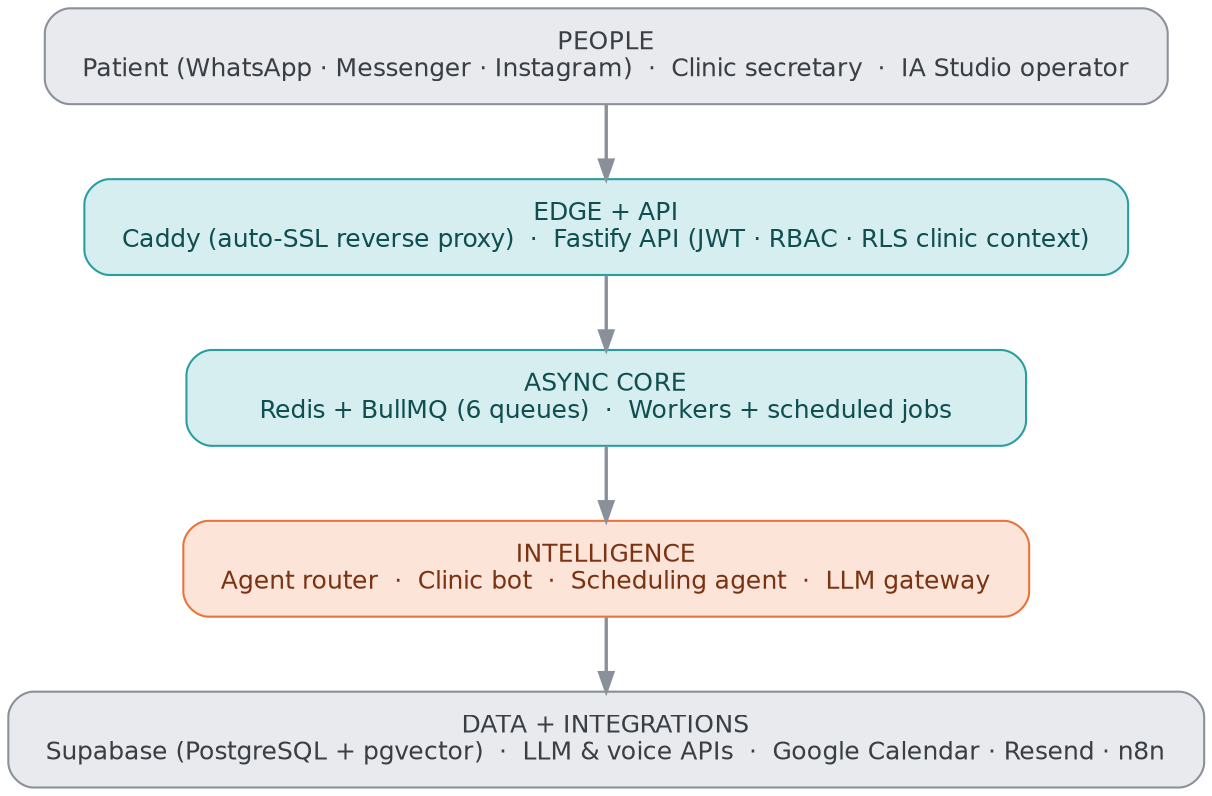 PEOPLE
Patient (WhatsApp · Messenger · Instagram)  ·  Clinic secretary  ·  IA Studio operator
EDGE + API
Caddy (auto-SSL reverse proxy)  ·  Fastify API (JWT · RBAC · RLS clinic context)
ASYNC CORE
Redis + BullMQ (6 queues)  ·  Workers + scheduled jobs
INTELLIGENCE
Agent router  ·  Clinic bot  ·  Scheduling agent  ·  LLM gateway
DATA + INTEGRATIONS
Supabase (PostgreSQL + pgvector)  ·  LLM & voice APIs  ·  Google Calendar · Resend · n8n